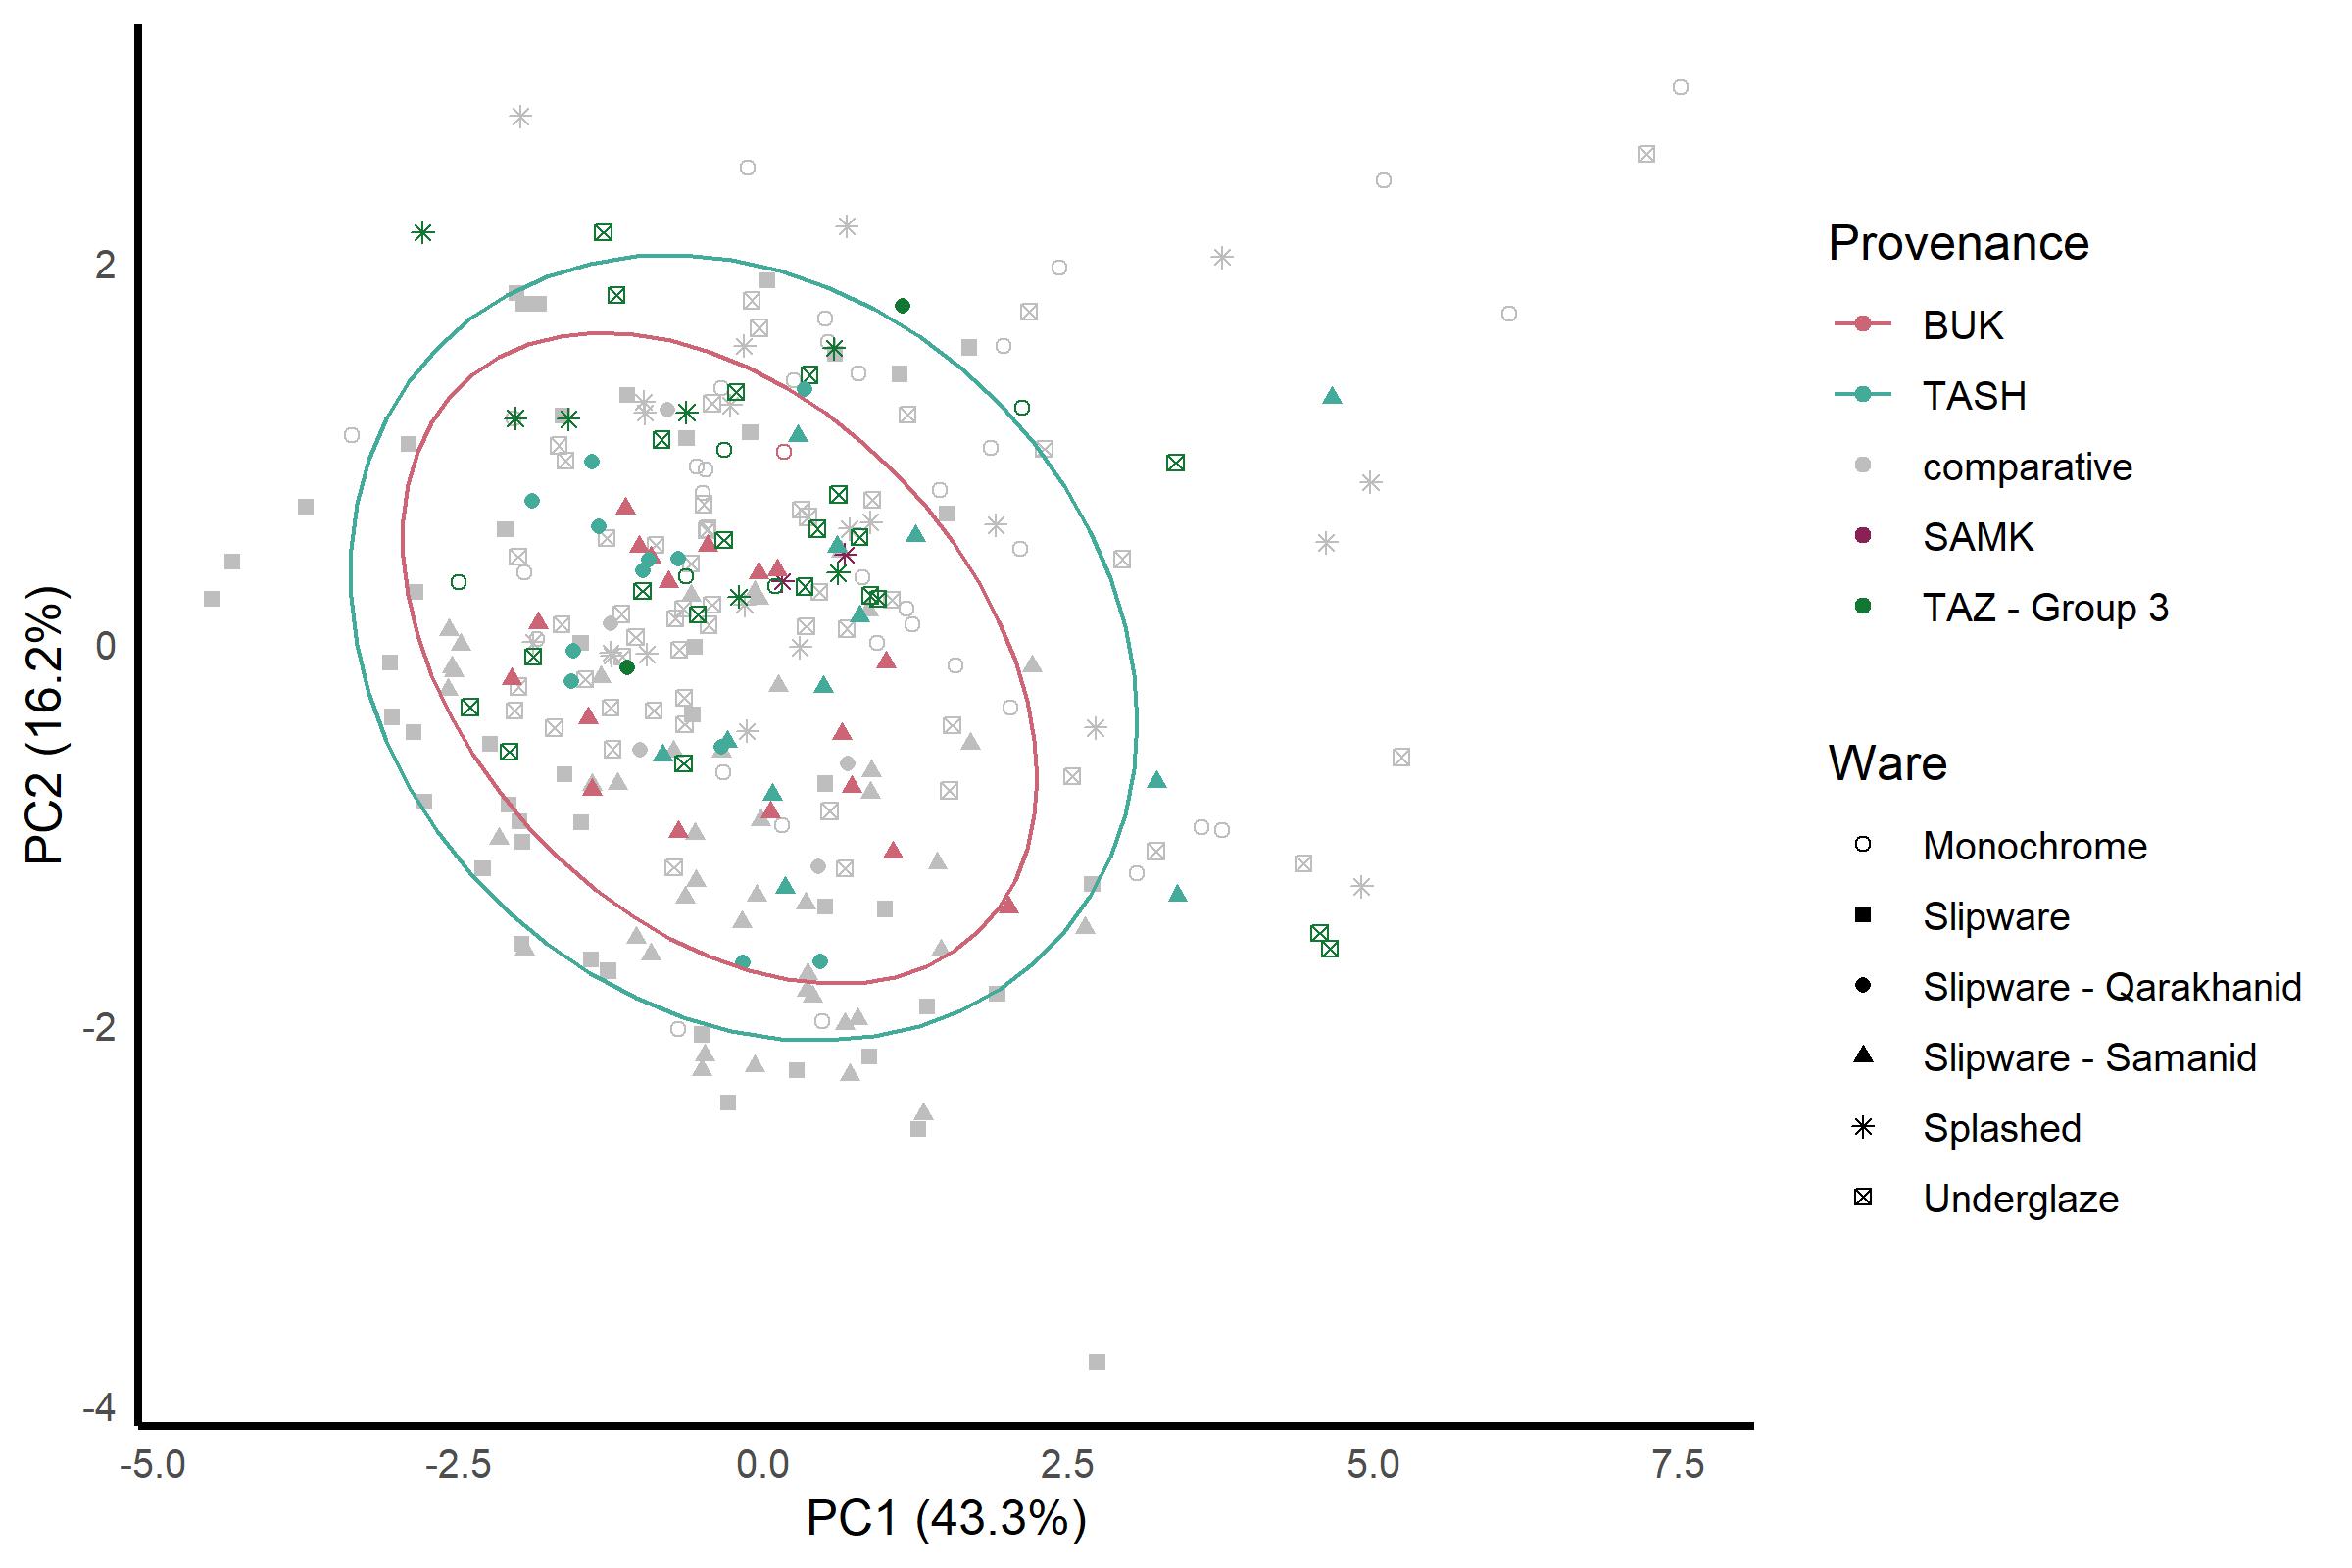 2
0
-2
-4
PC2 (16.2%)
-5.0
-2.5
0.0
2.5
5.0
7.5
PC1 (43.3%)
Provenance
BUK
TASH
comparative
SAMK
TAZ - Group 3
Ware
Monochrome
Slipware
Slipware - Qarakhanid
Slipware - Samanid
Splashed
Underglaze